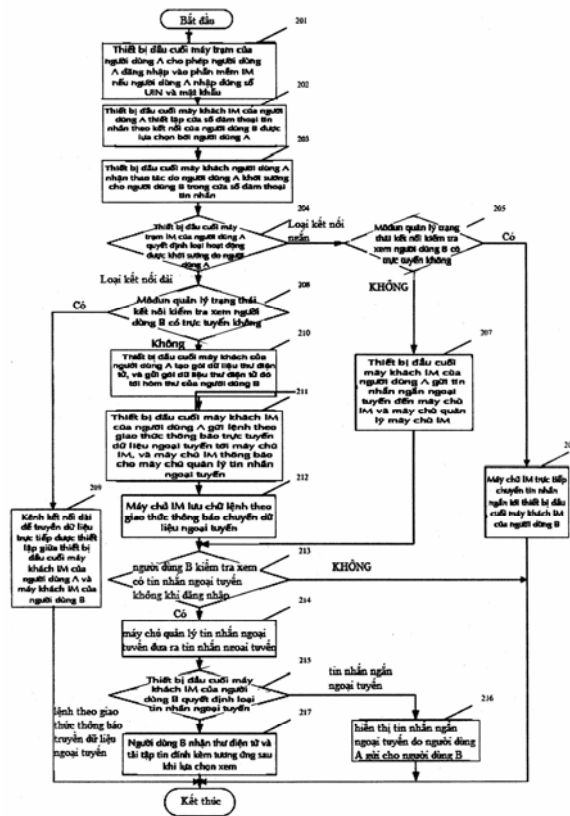 Bắt đầu
201
Thiết bị đầu cuối máy trạm của
người dùng A cho phép người dùng
A đăng nhập vào phần mềm IM
nếu người dùng A nhập đúng số
UIN và mật khẩu
202
Thiết bị đầu cuối máy khách IM của người
dùng A thiết lập cửa sổ đàm thoại tin
nhắn theo kết nối của người dùng B được
lựa chọn bởi người dùng A
203
Thiết bị đầu cuối máy khách người dùng A
nhận thao tác do người dùng A khởi sướng
cho người dùng B trong cửa sổ đàm thoại
tin nhắn
204
Thiết bị đầu cuối máy
trạm IM của người dùng A
quyết định loại hoạt động
được khởi sướng do người
dùng A
Loại kết nối
ngắn
205
Môđun quản lý trạng
thái kết nối kiểm tra
xem người dùng B có
trực tuyến không
Có
KHÔNG
Loại kết nối dài
208
Môđun quản lý trạng thái
kết nối kiểm tra xem người dùng
B có trực tuyến không
Có
Không
210
Thiết bị đầu cuối máy khách của
người dùng A tạo gói dữ liệu thư điện
tử, và gửi gói dữ liệu thư điện tử đó
tới hòm thư của người dùng B
207
Thiết bị đầu cuối
máy khách IM của
người dùng A gửi tin
nhắn ngắn ngoại
tuyến đến máy chủ
IM và máy chủ quản
lý máy chủ IM
211
Thiết bị đầu cuối máy khách IM
của người dùng A gửi lệnh theo
giao thức thông báo trực tuyến
dữ liệu ngoại tuyến tới máy chủ
IM, và máy chủ IM thông báo
cho máy chủ quản lý tin nhắn
ngoại tuyến
212
Máy chủ IM lưu chữ lệnh theo
giao thức thông báo chuyển dữ
liệu ngoại tuyến
20
Máy chủ IM trực tiếp
chuyển tin nhắn
ngắn tới thiết bị đầu
cuối máy khách IM
của người dùng B
209
Kênh kết nối dài
để truyền dữ liệu
trực tiếp được thiết
lập giữa thiết bị
đầu cuối máy
khách IM của
người dùng A và
máy khách IM của
người dùng B
213
người dùng B kiểm tra xem
có tin nhắn ngoại tuyến
không khi đăng nhập
KHÔNG
Có
214
máy chủ quản lý tin nhắn ngoại
tuyến đưa ra tin nhắn ngoại tuyến
215
Thiết bị đầu cuối máy
khách IM của người
dùng B quyết định loại
tin nhắn ngoại tuyến
tin nhắn ngắn
ngoại tuyến
216
hiển thị tin nhắn ngắn
ngoại tuyến do người dùng
A gửi cho người dùng B
lệnh theo giao
thức thông báo
truyền dữ liệu
ngoại tuyến
217
Người dùng B nhận thư điện tử và
tải tập tin đính kèm tương ứng sau
khi lựa chọn xem
Kết thúc